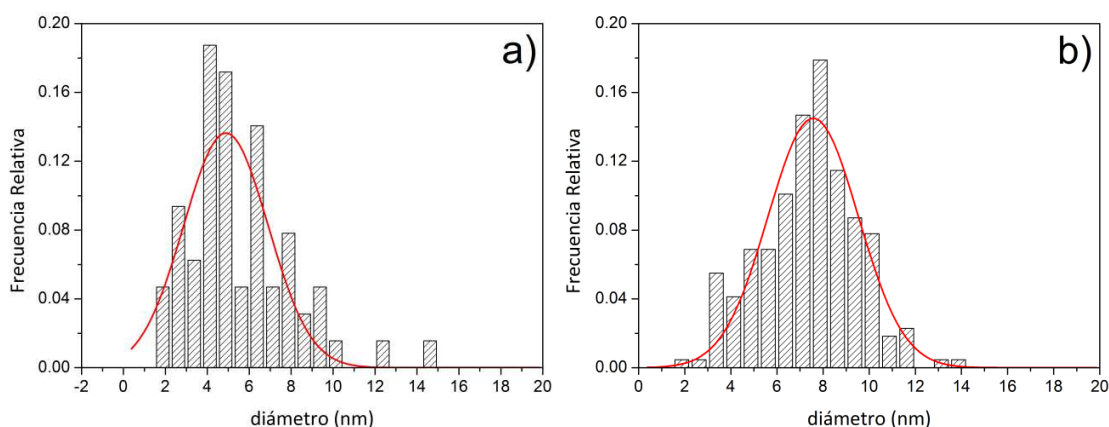 a)
Frecuencia Relativa
0.20
0.16
0.12
0.08
0.04
0.00
-2 0 2 4 6 8 10 12 14 16 18 20
diámetro (nm)
b)
Frecuencia Relativa
0.20
0.16
0.12
0.08
0.04
0.00
0 2 4 6 8 10 12 14 16 18 20
diámetro (nm)